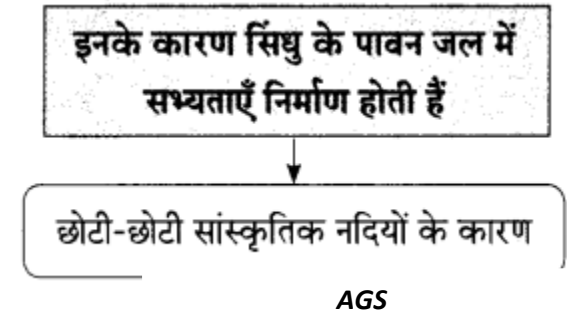 इनके कारण सिंधु के पावन जल में
सभ्यताएँ निर्माण होती हैं
छोटी-छोटी सांस्कृतिक नदियों के कारण
AGS